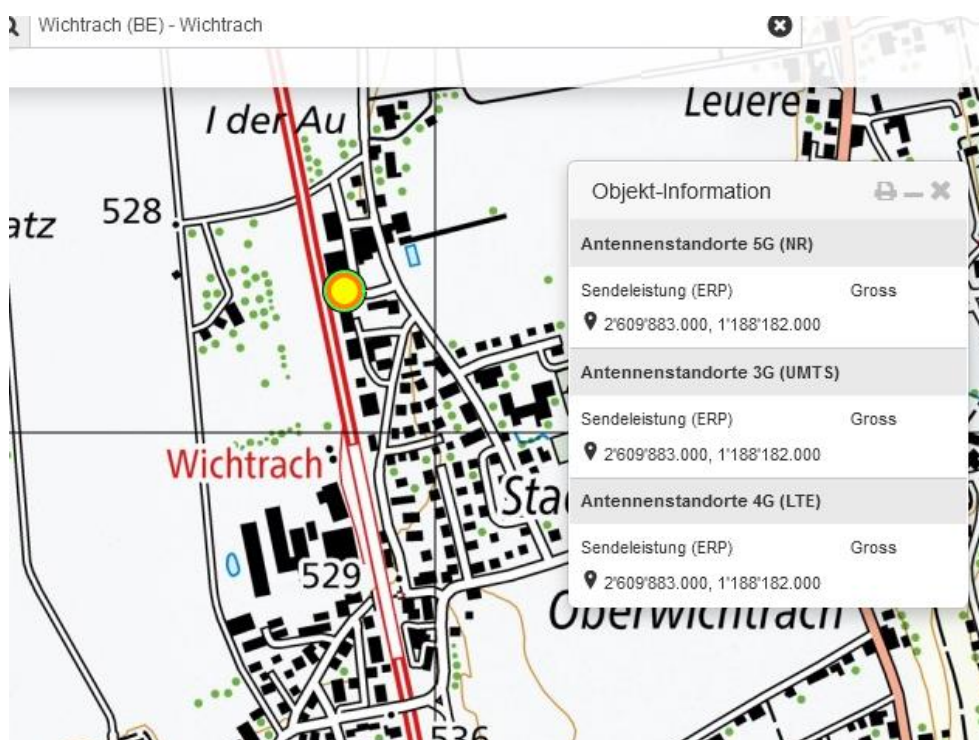 Wichtrach (BE) - Wichtrach
I der Au
Leuere
528
atz
Objekt-Information
Antennenstandorte 5G (NR)
Sendeleistung (ERP) Gross
2'609'883.000, 1'188'182.000
Antennenstandorte 3G (UMTS)
Sendeleistung (ERP) Gross
2'609'883.000, 1'188'182.000
Antennenstandorte 4G (LTE)
Sendeleistung (ERP) Gross
2'609'883.000, 1'188'182.000
Wichtrach
Sta
529
Oberwichtrach
536